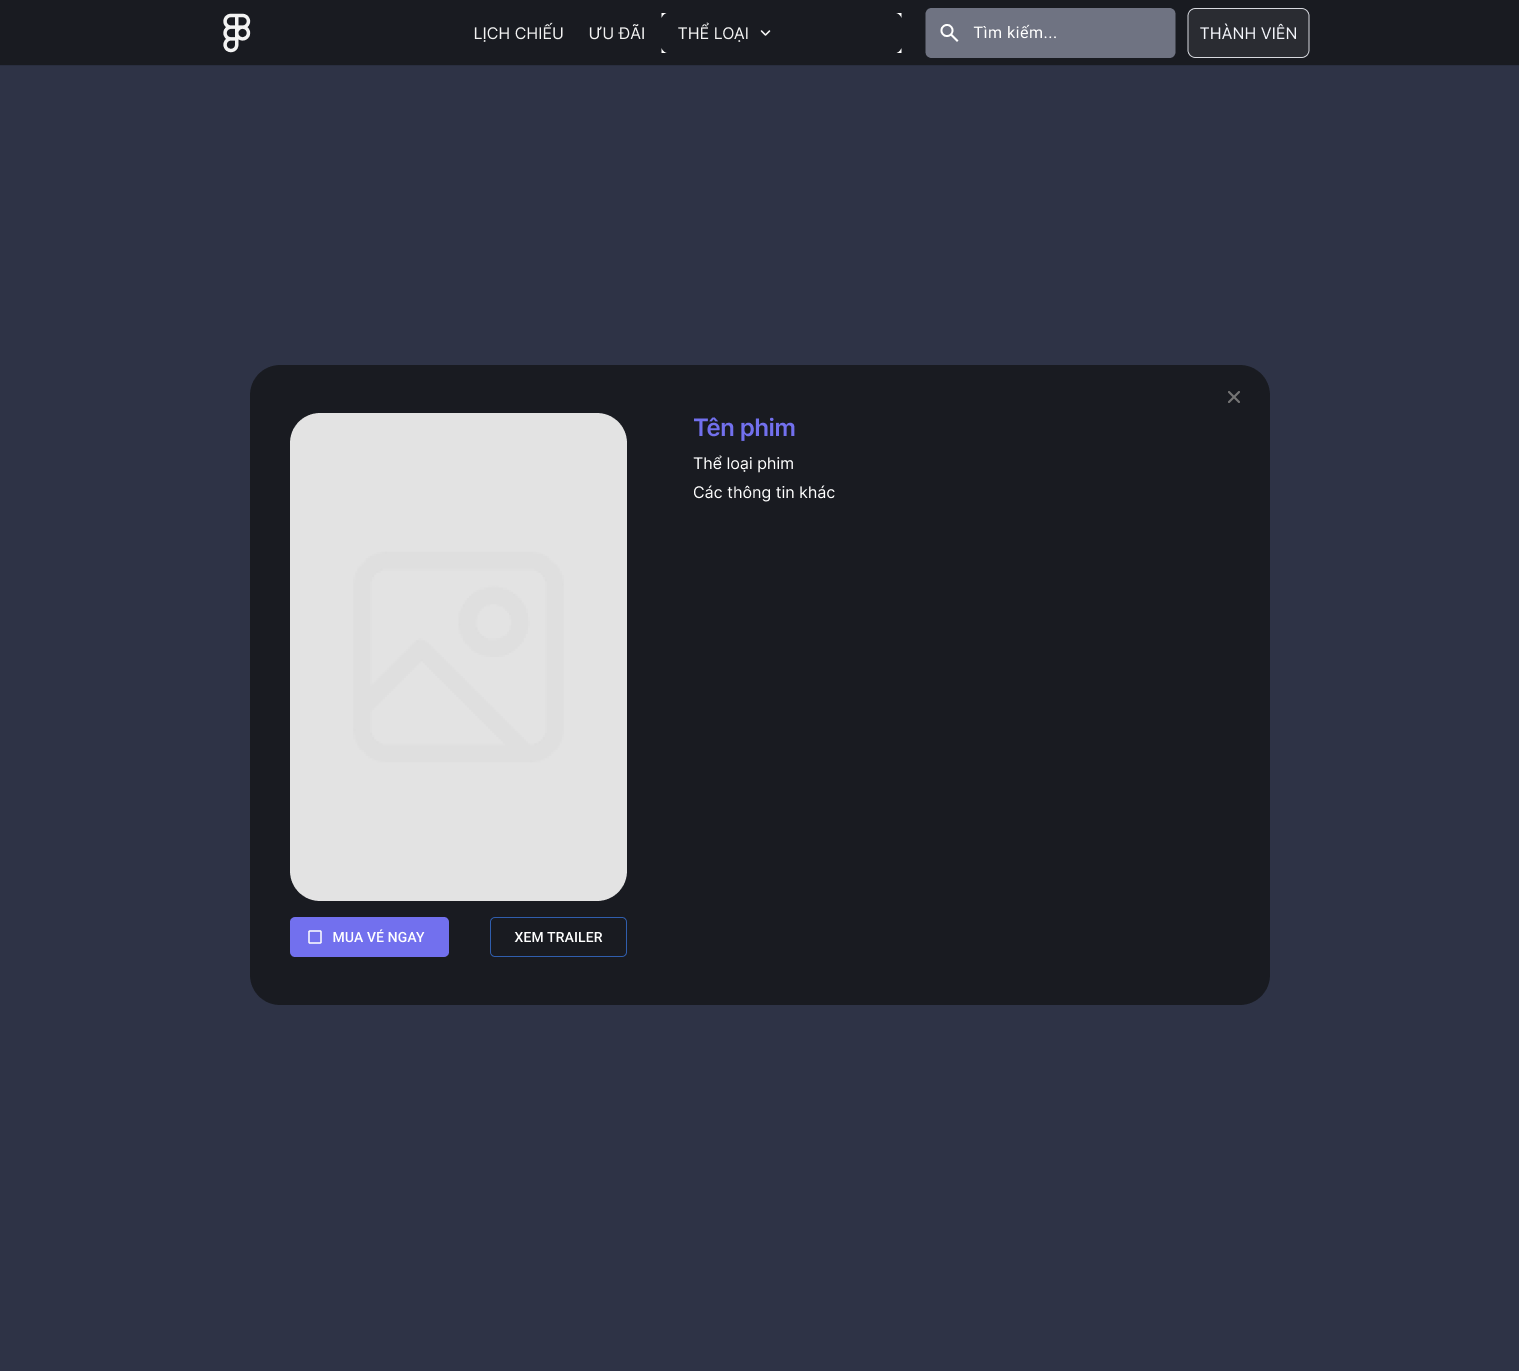 LỊCH CHIẾU
ƯU ĐÃI
THỂ LOẠI
Tìm kiếm...
THÀNH VIÊN
Tên phim
Thể loại phim
Các thông tin khác
MUA VÉ NGAY
XEM TRAILER